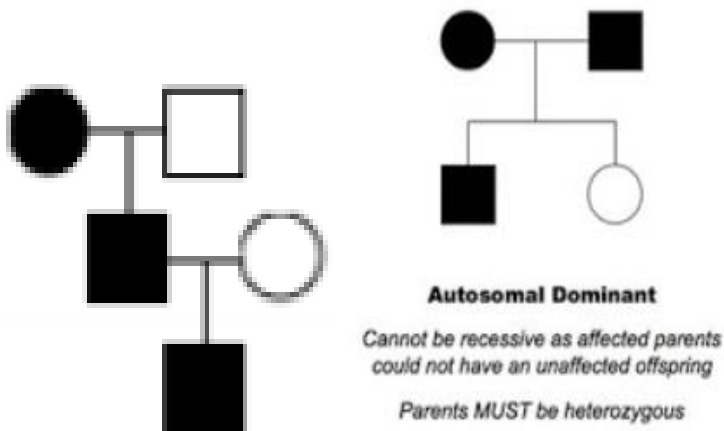 Autosomal Dominant
Cannot be recessive as affected parents
could not have an unaffected offspring
Parents MUST be heterozygous